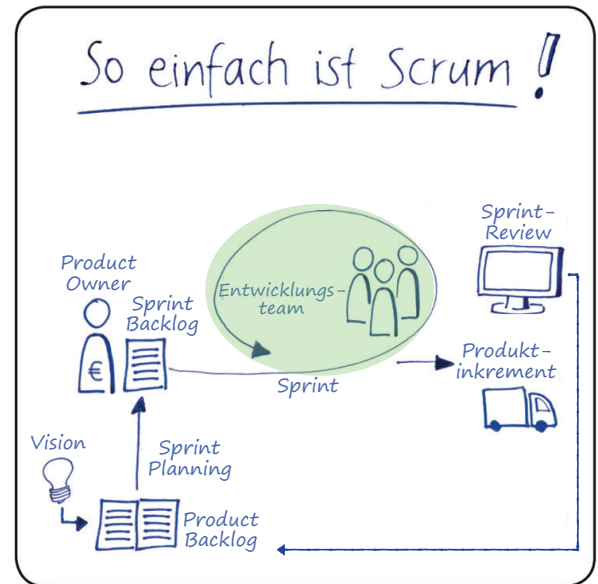 So einfach ist Scrum!
Sprint-
Review
Product
Owner
Sprint
Backlog
Entwicklungs-
team
Produkt-
inkrement
Sprint
€
Vision
Sprint
Planning
Product
Backlog